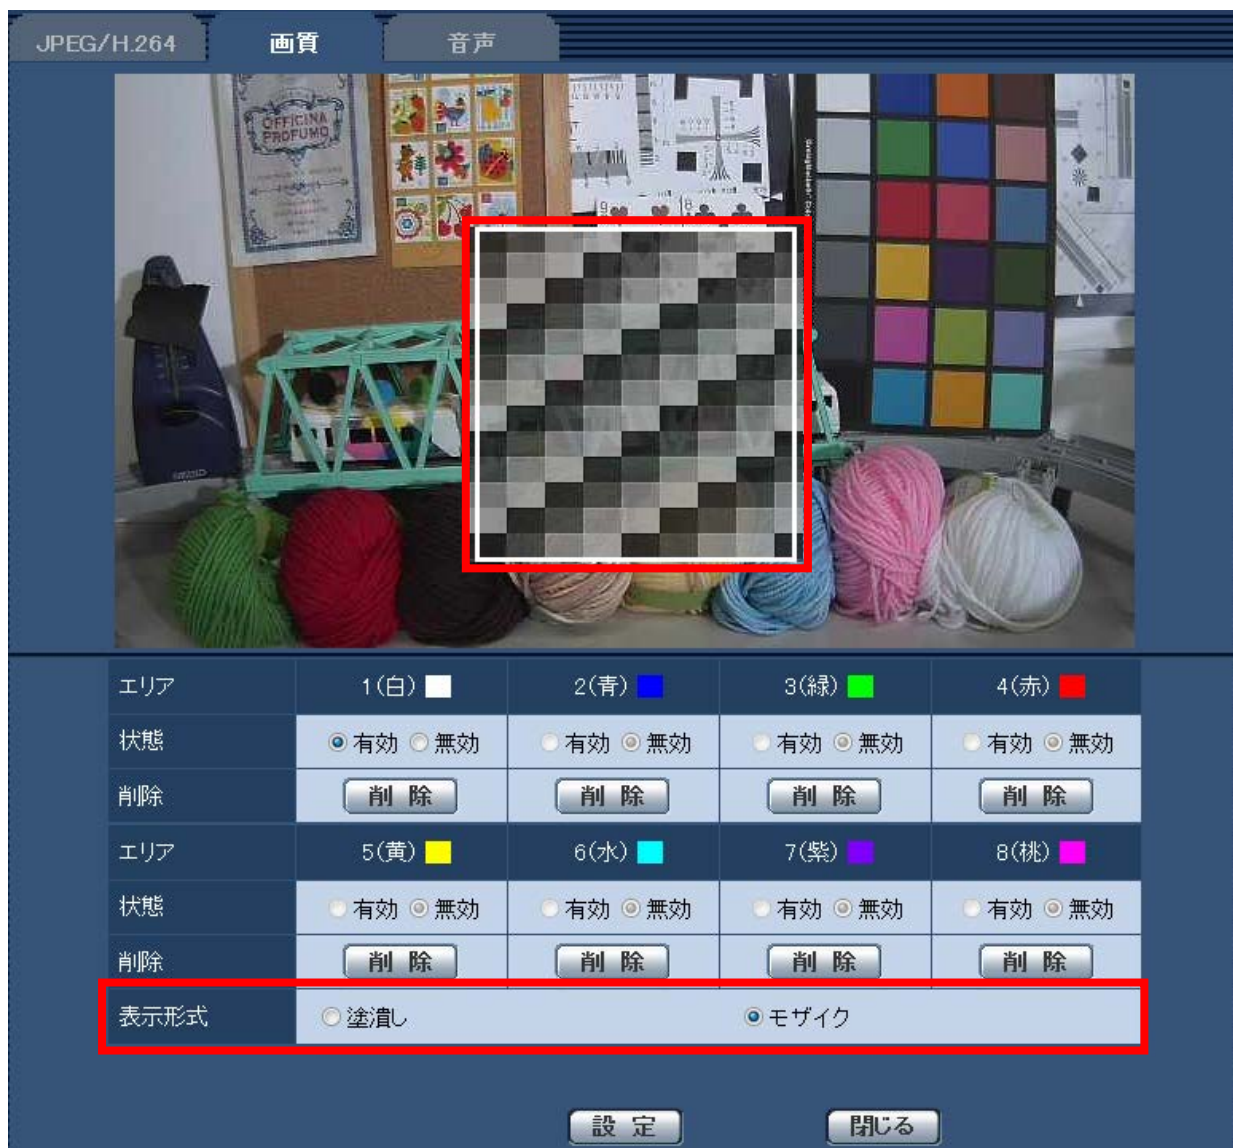 JPEG/H.264 画質 音声
OFFICINA
PROFUMO
9 8
SEIKO
エリア 1(白) 2(青) 3(緑) 4(赤)
状態 有効 無効 有効 無効 有効 無効 有効 無効
削除 削 除 削 除 削 除 削 除
エリア 5(黄) 6(水) 7(紫) 8(桃)
状態 有効 無効 有効 無効 有効 無効 有効 無効
削除 削 除 削 除 削 除 削 除
表示形式 塗潰し モザイク
設 定 閉じる